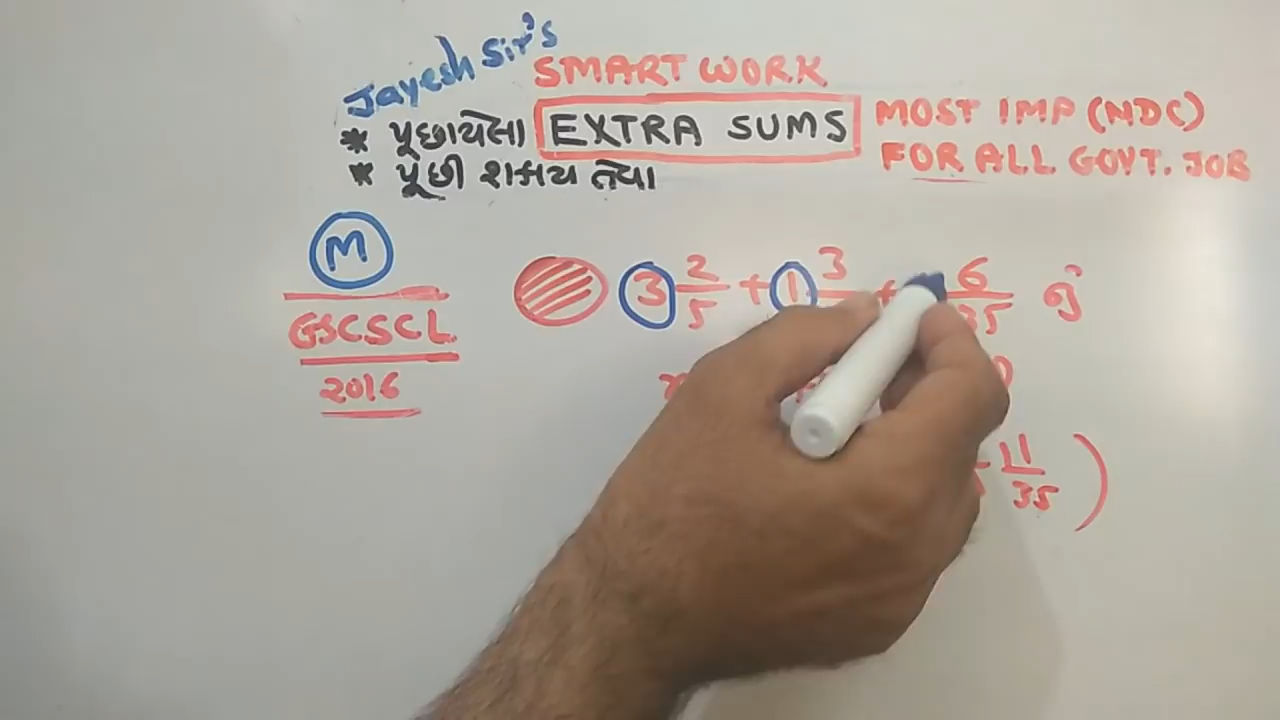 Jayesh Sir's
SMART WORK
* પૂછાયેલા EXTRA SUMS MOST IMP (MDC)
* પૂછી શકાય તેવા FOR ALL GOVT. JOB
M
GSCSCL
2016
3 2/5 + 1 3/ + 6/35 નું
11/35 )